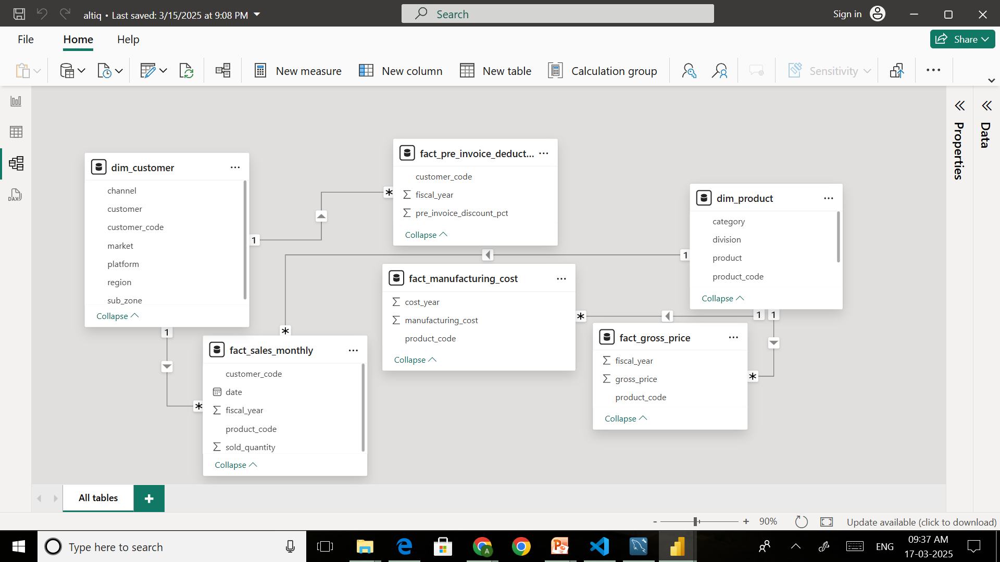 altiq • Last saved: 3/15/2025 at 9:08 PM
Search
Sign in
File
Home
Help
Share
New measure
New column
New table
Calculation group
Sensitivity
DAX
Properties
Data
dim_customer
channel
customer
customer_code
market
platform
region
sub_zone
Collapse
1
1
fact_pre_invoice_deduct...
customer_code
fiscal_year
pre_invoice_discount_pct
Collapse
*
dim_product
category
division
product
product_code
Collapse
1
1
1
fact_manufacturing_cost
cost_year
manufacturing_cost
product_code
Collapse
*
fact_gross_price
fiscal_year
gross_price
product_code
Collapse
*
fact_sales_monthly
customer_code
date
fiscal_year
product_code
sold_quantity
Collapse
*
*
All tables
+
- + 90%
Update available (click to download)
Type here to search
A
ENG
09:37 AM
17-03-2025